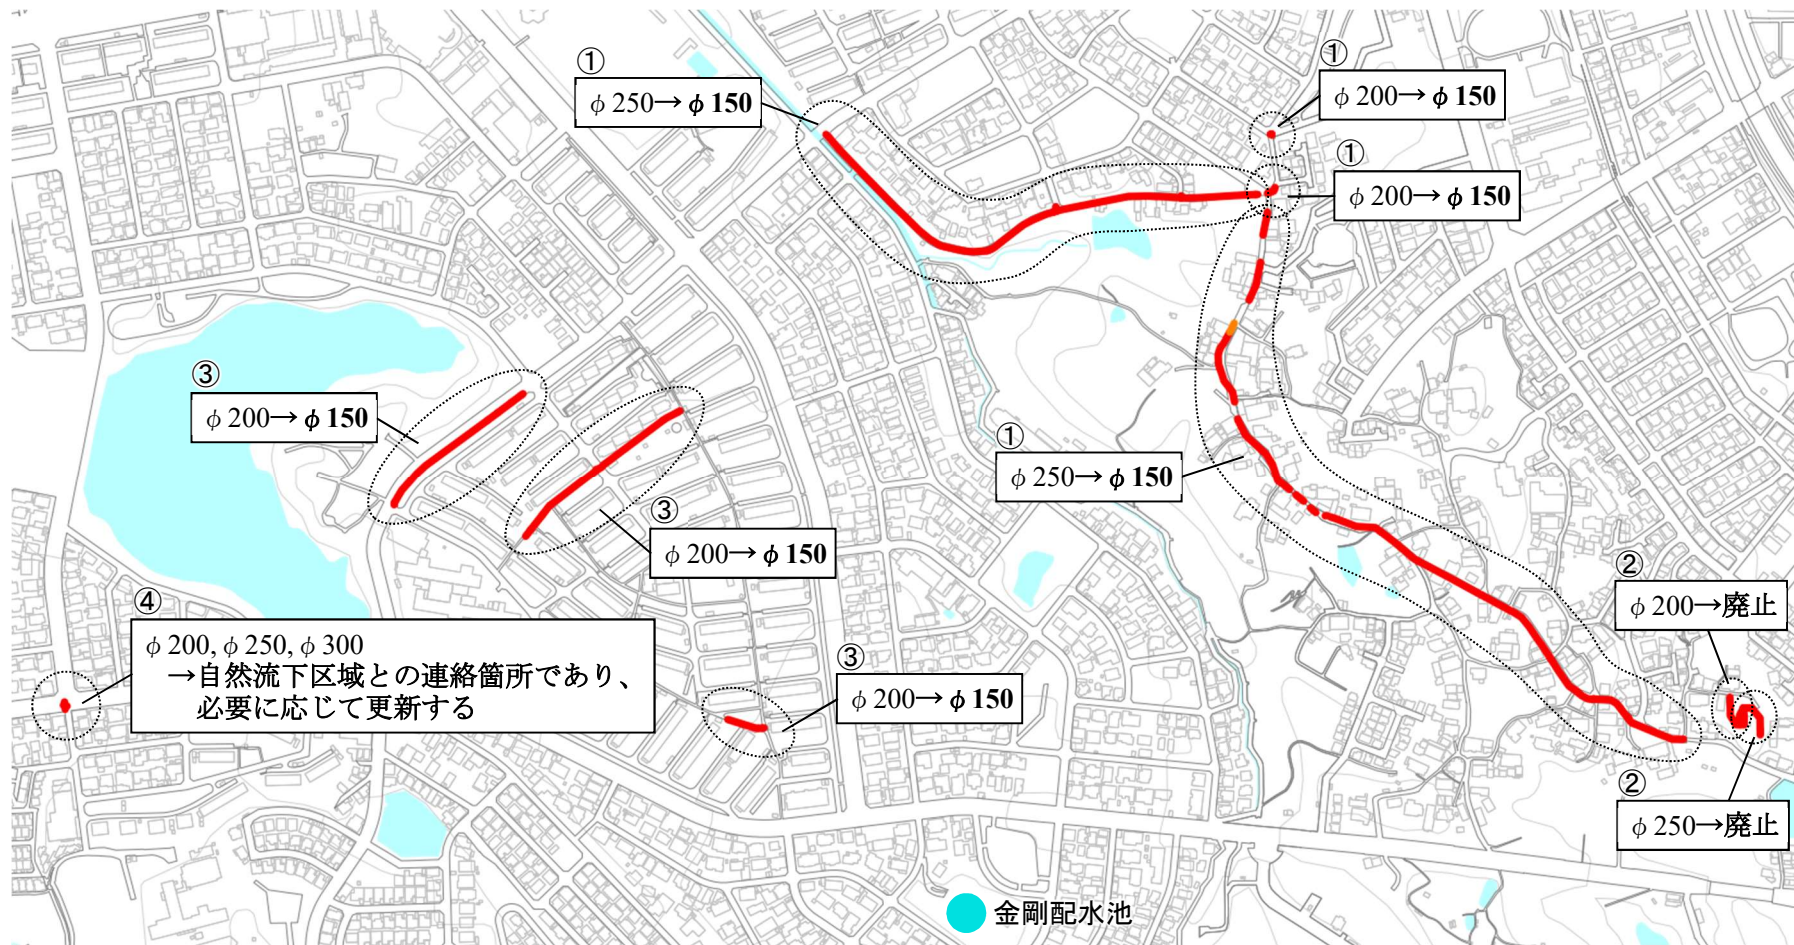 ①
φ 250→ φ 150
①
φ 200→ φ 150
①
φ 200→ φ 150
③
φ 200→ φ 150
①
φ 250→ φ 150
③
φ 200→ φ 150
②
φ 200→廃止
④
φ 200, φ 250, φ 300
→自然流下区域との連絡箇所であり、
必要に応じて更新する
③
φ 200→ φ 150
②
φ 250→廃止
金剛配水池